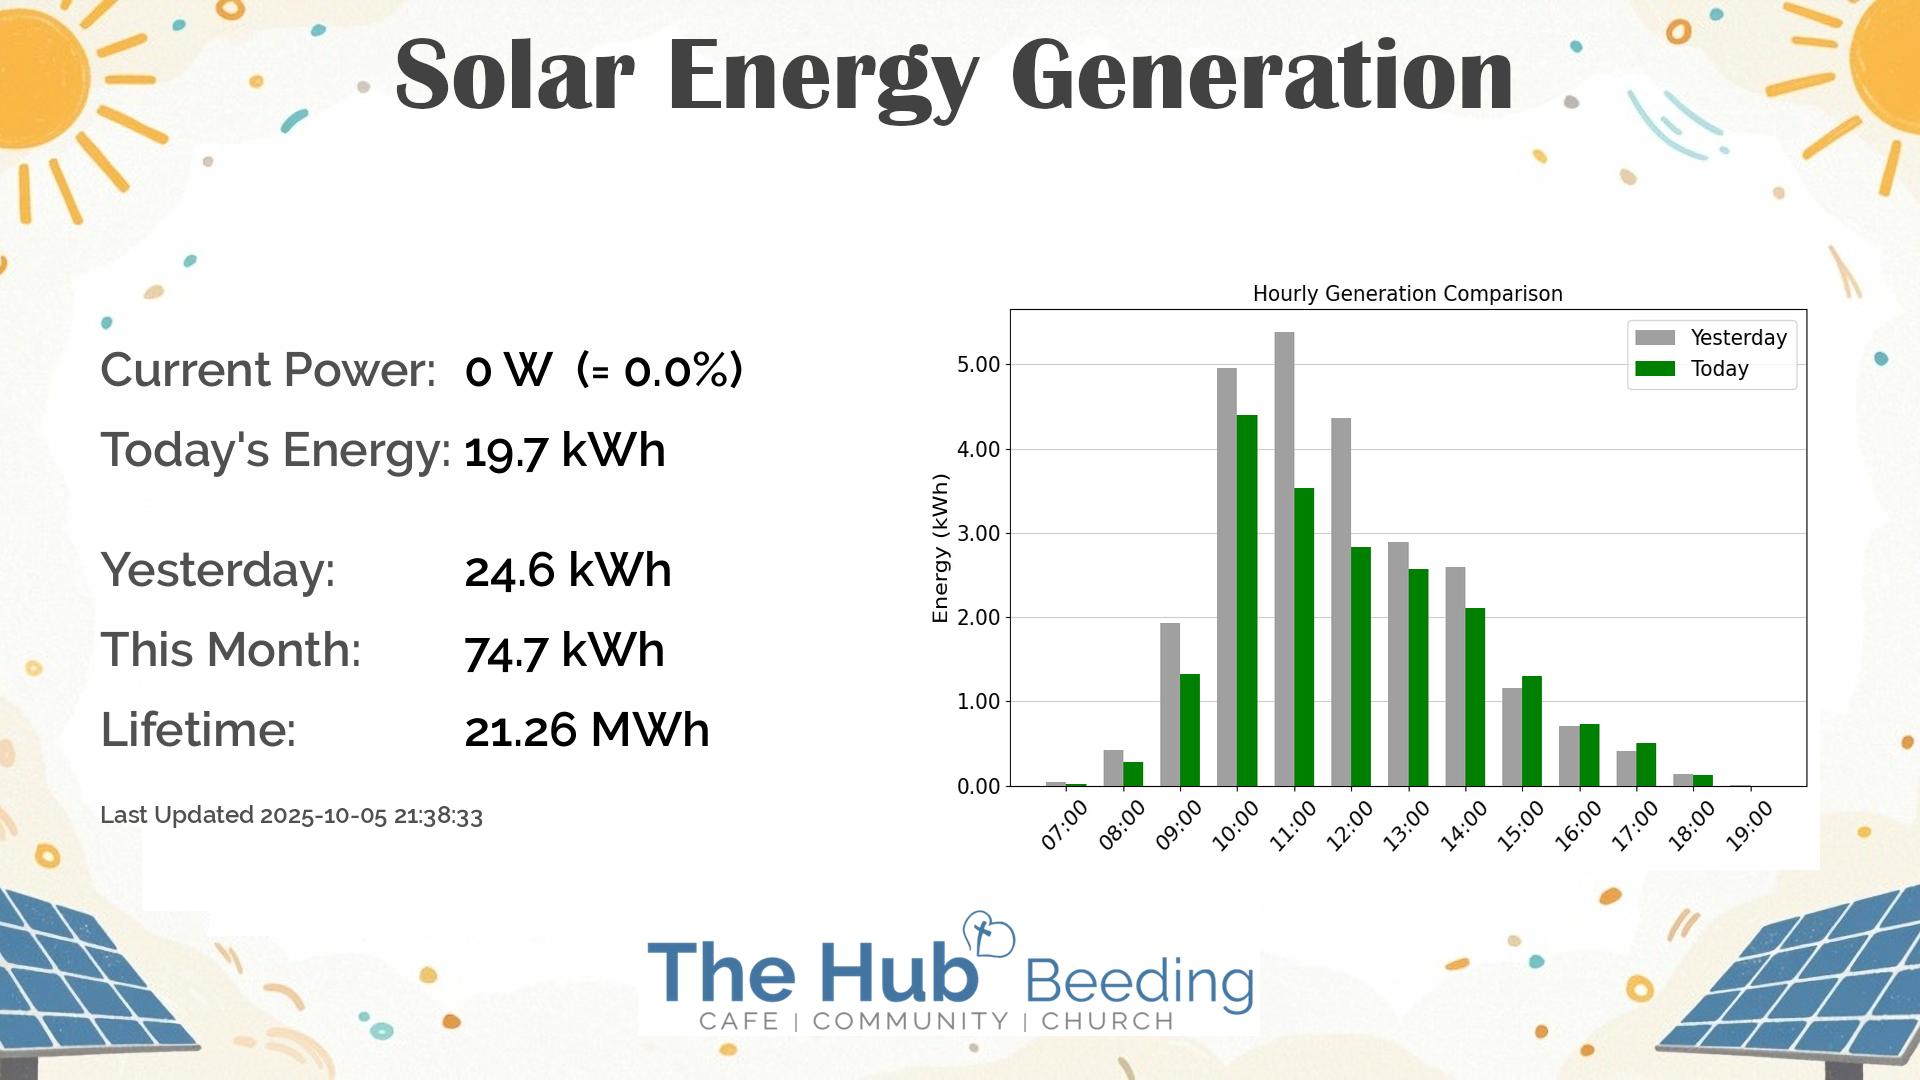 Solar Energy Generation
Current Power: 0 W (= 0.0%)
Today's Energy: 19.7 kWh
Yesterday: 24.6 kWh
This Month: 74.7 kWh
Lifetime: 21.26 MWh
Last Updated 2025-10-05 21:38:33
Hourly Generation Comparison
Yesterday
Today
Energy (kWh)
5.00
4.00
3.00
2.00
1.00
0.00
07:00 08:00 09:00 10:00 11:00 12:00 13:00 14:00 15:00 16:00 17:00 18:00 19:00
The Hub Beeding
CAFE | COMMUNITY | CHURCH